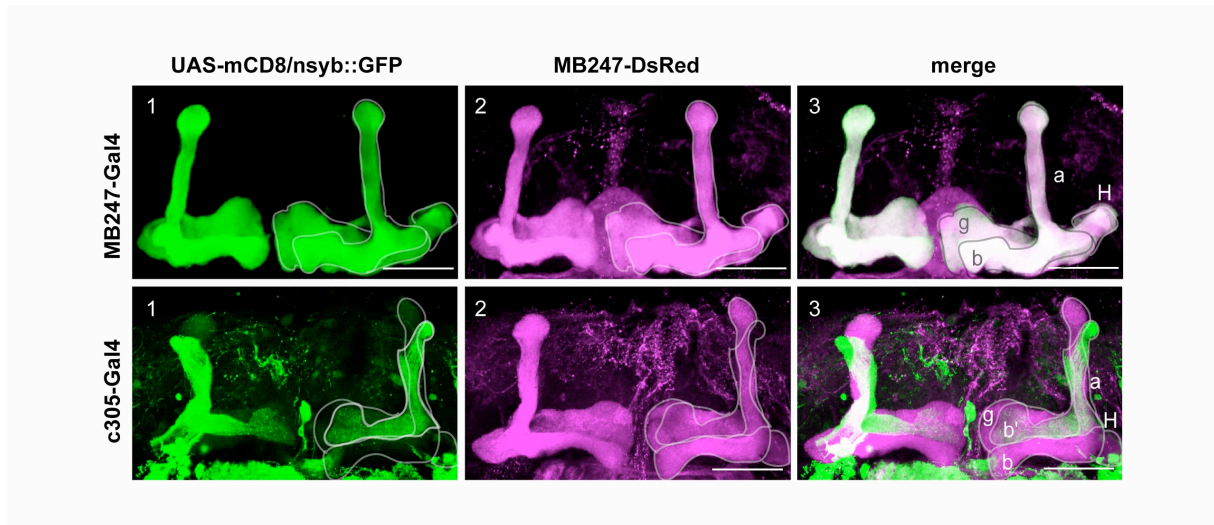 UAS-mCD8/nsyb::GFP MB247-DsRed merge
MB247-Gal4
1 2 3
a
H
g
b
c305-Gal4
1 2 3
a
g
H
b'
b